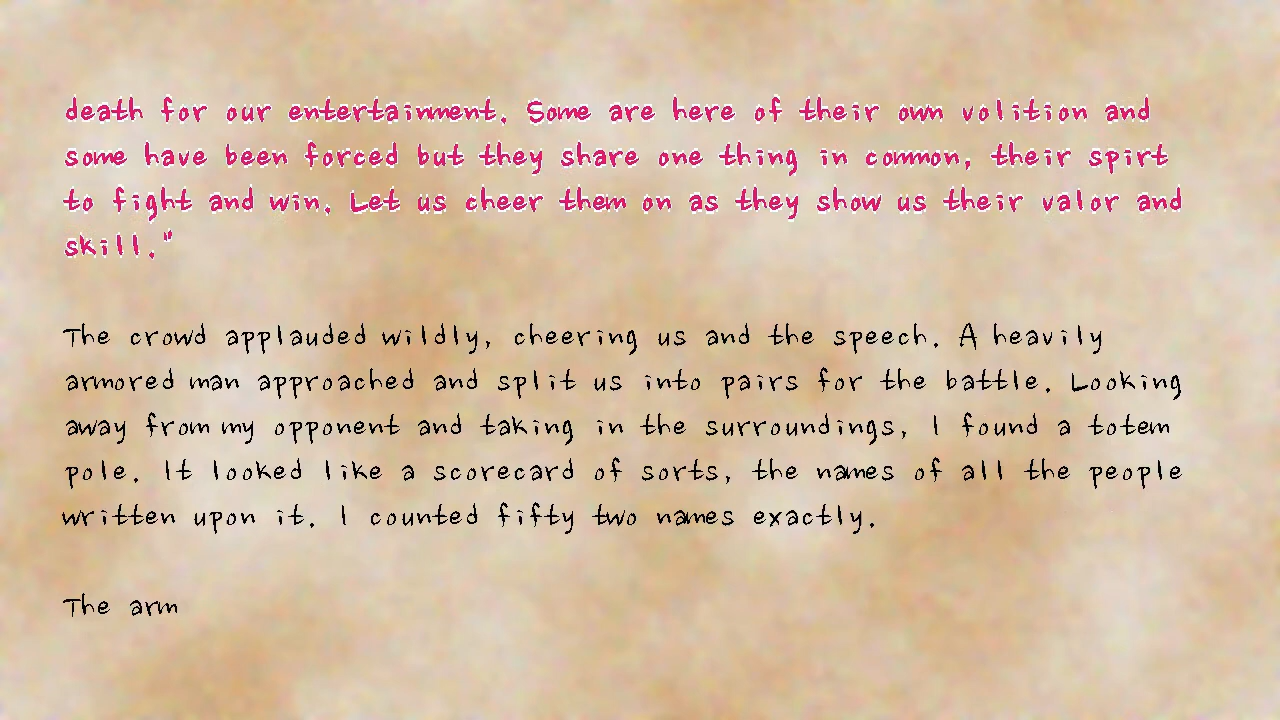 death for our entertainment. Some are here of their own volition and
some have been forced but they share one thing in common, their spirt
to fight and win. Let us cheer them on as they show us their valor and
skill."
The crowd applauded wildly, cheering us and the speech. A heavily
armored man approached and split us into pairs for the battle. Looking
away from my opponent and taking in the surroundings, I found a totem
pole. It looked like a scorecard of sorts, the names of all the people
written upon it. I counted fifty two names exactly.
The arm